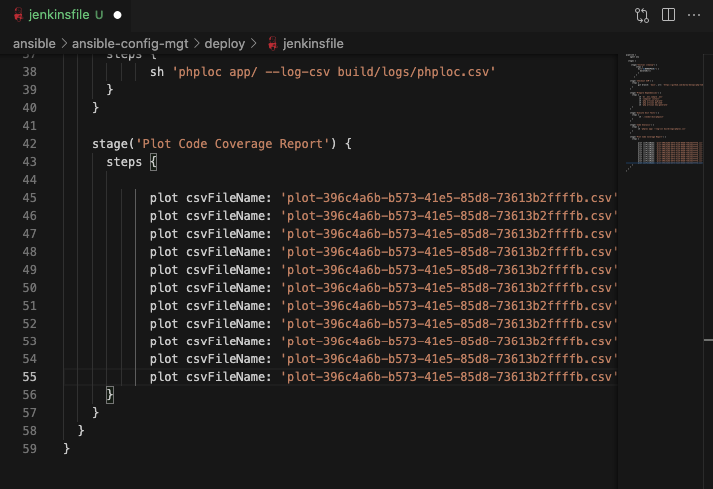 jenkinsfile U
ansible > ansible-config-mgt > deploy > jenkinsfile
37 steps {
38 sh 'phploc app/ --log-csv build/logs/phploc.csv'
39 }
40 }
41
42 stage('Plot Code Coverage Report') {
43 steps {
44
45 plot csvFileName: 'plot-396c4a6b-b573-41e5-85d8-73613b2ffffb.csv'
46 plot csvFileName: 'plot-396c4a6b-b573-41e5-85d8-73613b2ffffb.csv'
47 plot csvFileName: 'plot-396c4a6b-b573-41e5-85d8-73613b2ffffb.csv'
48 plot csvFileName: 'plot-396c4a6b-b573-41e5-85d8-73613b2ffffb.csv'
49 plot csvFileName: 'plot-396c4a6b-b573-41e5-85d8-73613b2ffffb.csv'
50 plot csvFileName: 'plot-396c4a6b-b573-41e5-85d8-73613b2ffffb.csv'
51 plot csvFileName: 'plot-396c4a6b-b573-41e5-85d8-73613b2ffffb.csv'
52 plot csvFileName: 'plot-396c4a6b-b573-41e5-85d8-73613b2ffffb.csv'
53 plot csvFileName: 'plot-396c4a6b-b573-41e5-85d8-73613b2ffffb.csv'
54 plot csvFileName: 'plot-396c4a6b-b573-41e5-85d8-73613b2ffffb.csv'
55 plot csvFileName: 'plot-396c4a6b-b573-41e5-85d8-73613b2ffffb.csv'
56 }
57 }
58 }
59 }